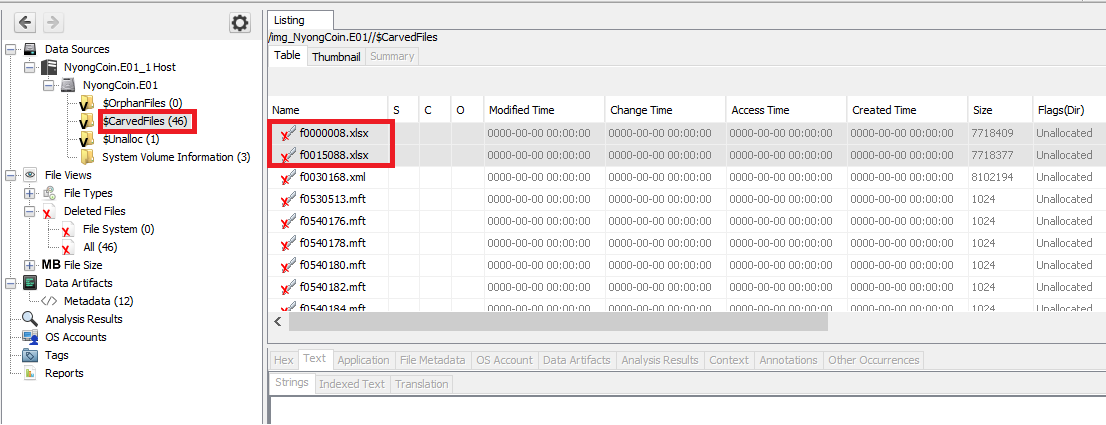 Data Sources
NyongCoin.E01_1 Host
NyongCoin.E01
$OrphanFiles (0)
$CarvedFiles (46)
$Unalloc (1)
System Volume Information (3)
File Views
File Types
Deleted Files
File System (0)
All (46)
MB File Size
Data Artifacts
Metadata (12)
Analysis Results
OS Accounts
Tags
Reports
Listing
/img_NyongCoin.E01//$CarvedFiles
Table Thumbnail Summary
Name S C O Modified Time Change Time Access Time Created Time Size Flags(Dir)
f0000008.xlsx 0000-00-00 00:00:00 0000-00-00 00:00:00 0000-00-00 00:00:00 0000-00-00 00:00:00 7718409 Unallocated
f0015088.xlsx 0000-00-00 00:00:00 0000-00-00 00:00:00 0000-00-00 00:00:00 0000-00-00 00:00:00 7718377 Unallocated
f0030168.xml 0000-00-00 00:00:00 0000-00-00 00:00:00 0000-00-00 00:00:00 0000-00-00 00:00:00 8102194 Unallocated
f0530513.mft 0000-00-00 00:00:00 0000-00-00 00:00:00 0000-00-00 00:00:00 0000-00-00 00:00:00 1024 Unallocated
f0540176.mft 0000-00-00 00:00:00 0000-00-00 00:00:00 0000-00-00 00:00:00 0000-00-00 00:00:00 1024 Unallocated
f0540178.mft 0000-00-00 00:00:00 0000-00-00 00:00:00 0000-00-00 00:00:00 0000-00-00 00:00:00 1024 Unallocated
f0540180.mft 0000-00-00 00:00:00 0000-00-00 00:00:00 0000-00-00 00:00:00 0000-00-00 00:00:00 1024 Unallocated
f0540182.mft 0000-00-00 00:00:00 0000-00-00 00:00:00 0000-00-00 00:00:00 0000-00-00 00:00:00 1024 Unallocated
f0540184.mft 0000-00-00 00:00:00 0000-00-00 00:00:00 0000-00-00 00:00:00 0000-00-00 00:00:00 1024 Unallocated
Hex Text Application File Metadata OS Account Data Artifacts Analysis Results Context Annotations Other Occurrences
Strings Indexed Text Translation